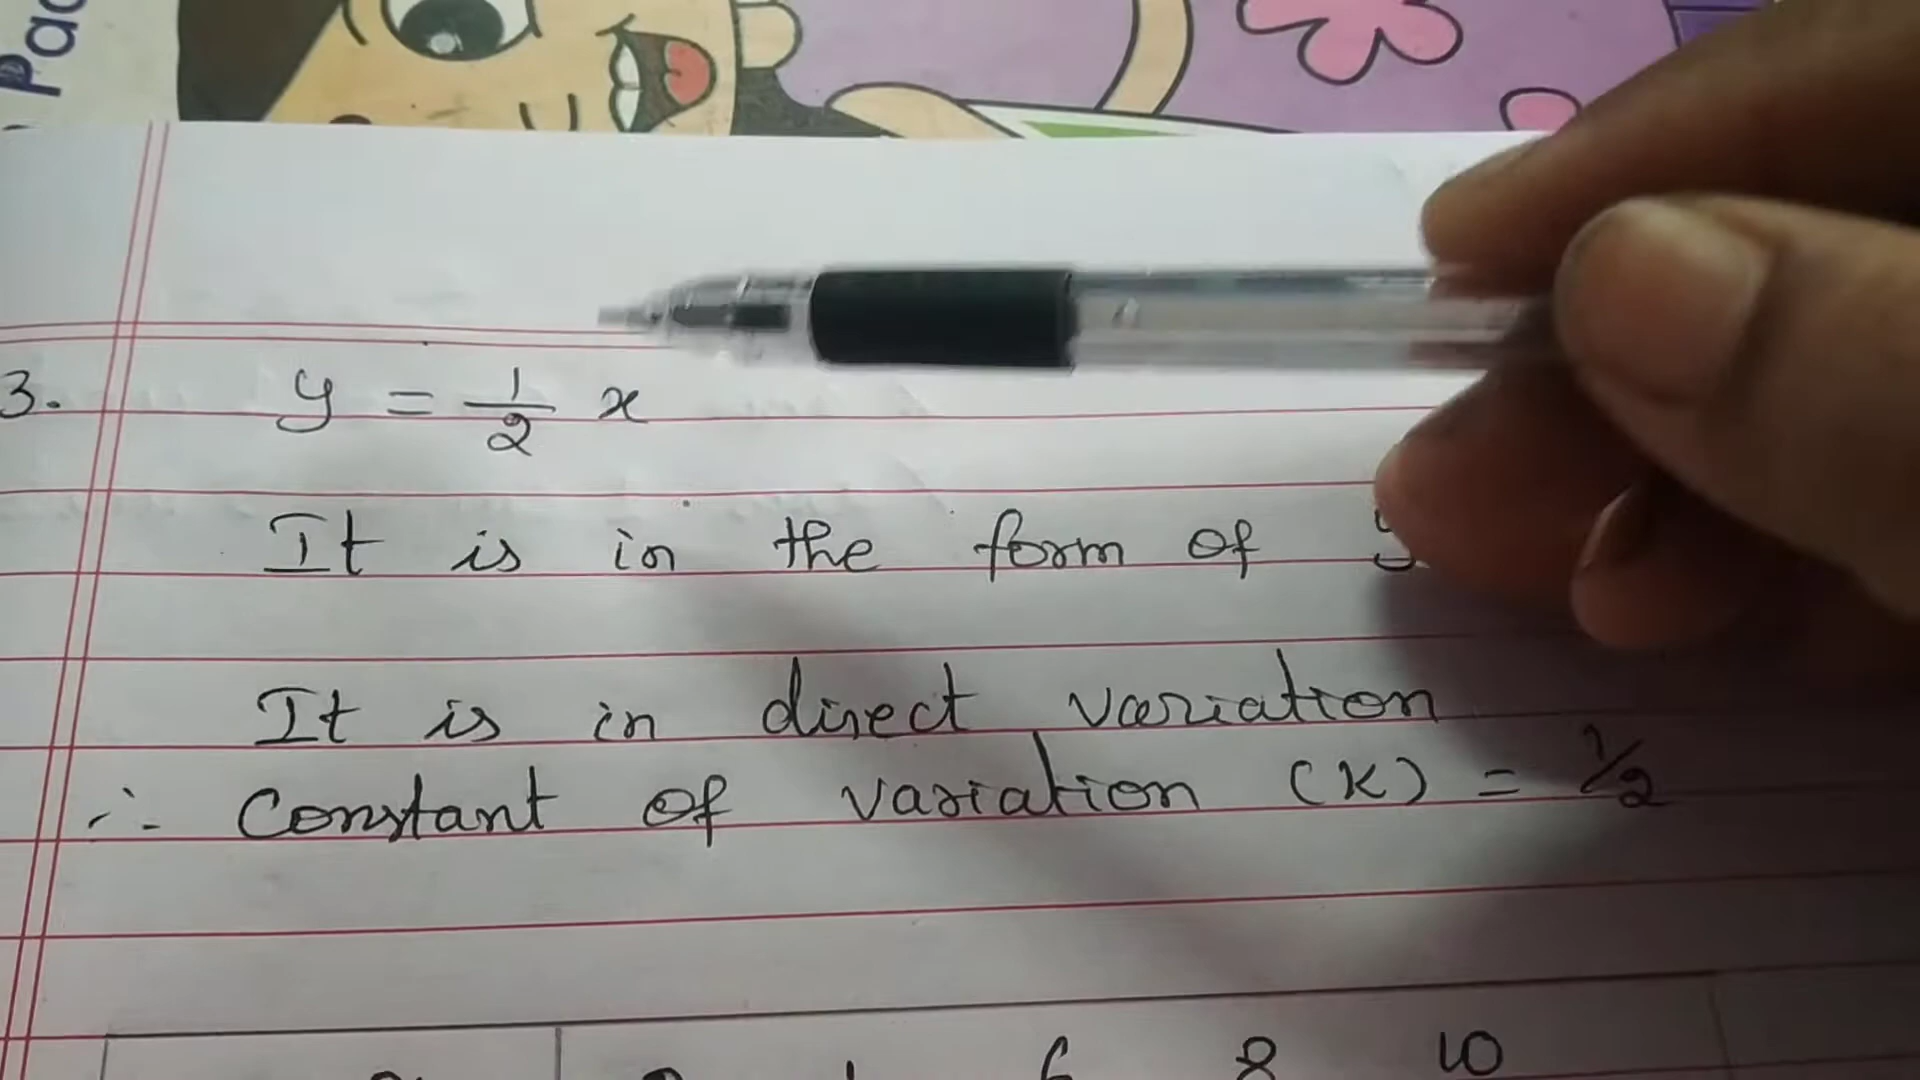 Pac
3. y = 1/2 x
It is in the form of y
It is in direct variation
∴ Constant of variation (K) = 1/2
6 8 10